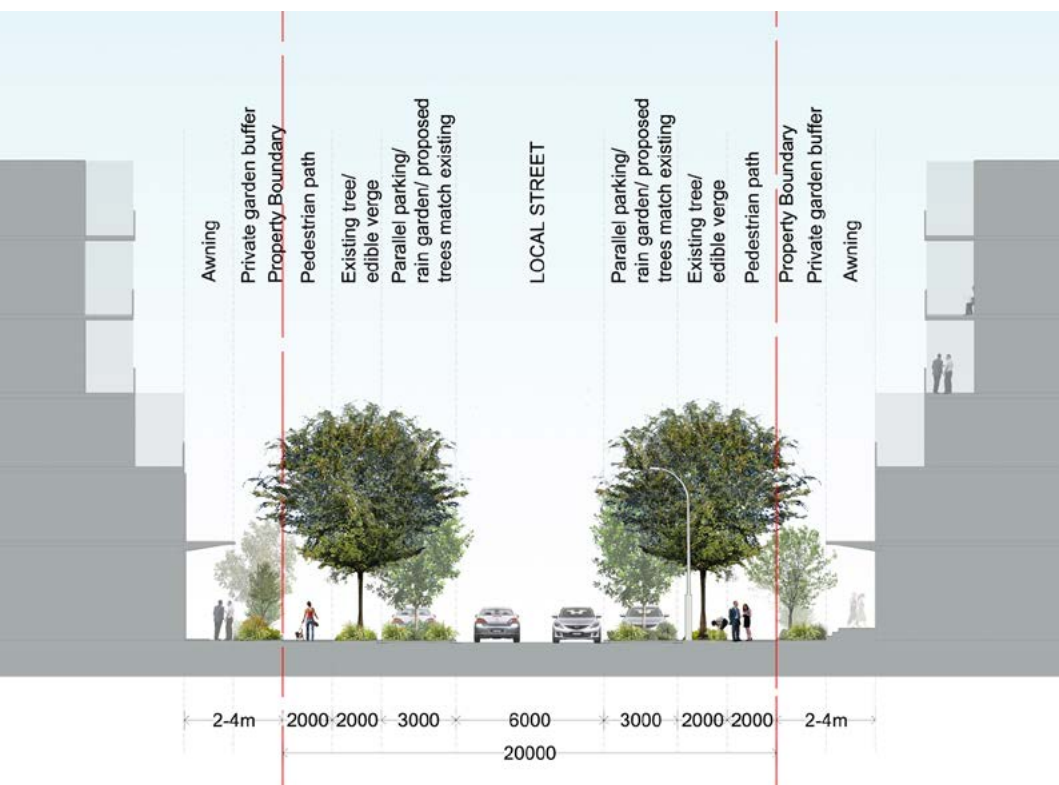 Awning
Private garden buffer
Property Boundary
Pedestrian path
Existing tree/
edible verge
Parallel parking/
rain garden/ proposed
trees match existing
LOCAL STREET
Parallel parking/
rain garden/ proposed
trees match existing
Existing tree/
edible verge
Pedestrian path
Property Boundary
Private garden buffer
Awning
2-4m 2000 2000 3000 6000 3000 2000 2000 2-4m
20000